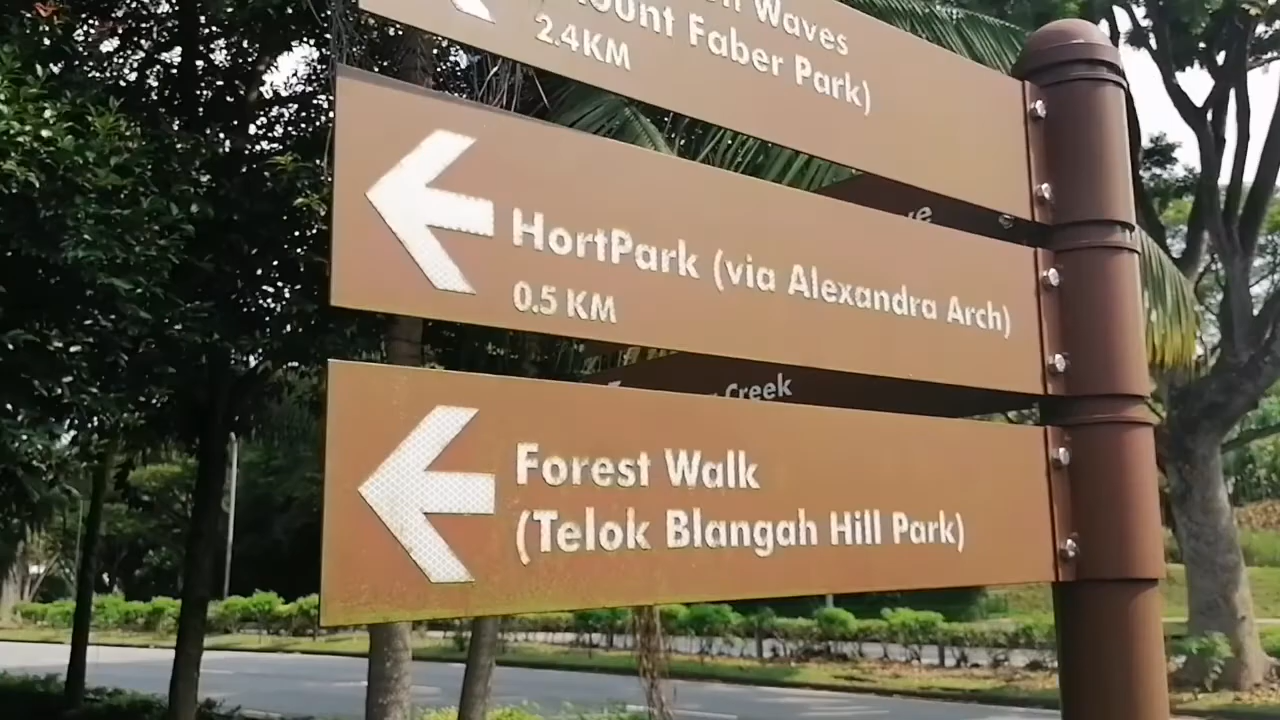 Waves
Mount Faber Park)
2.4KM
HortPark (via Alexandra Arch)
0.5 KM
Creek
Forest Walk
(Telok Blangah Hill Park)